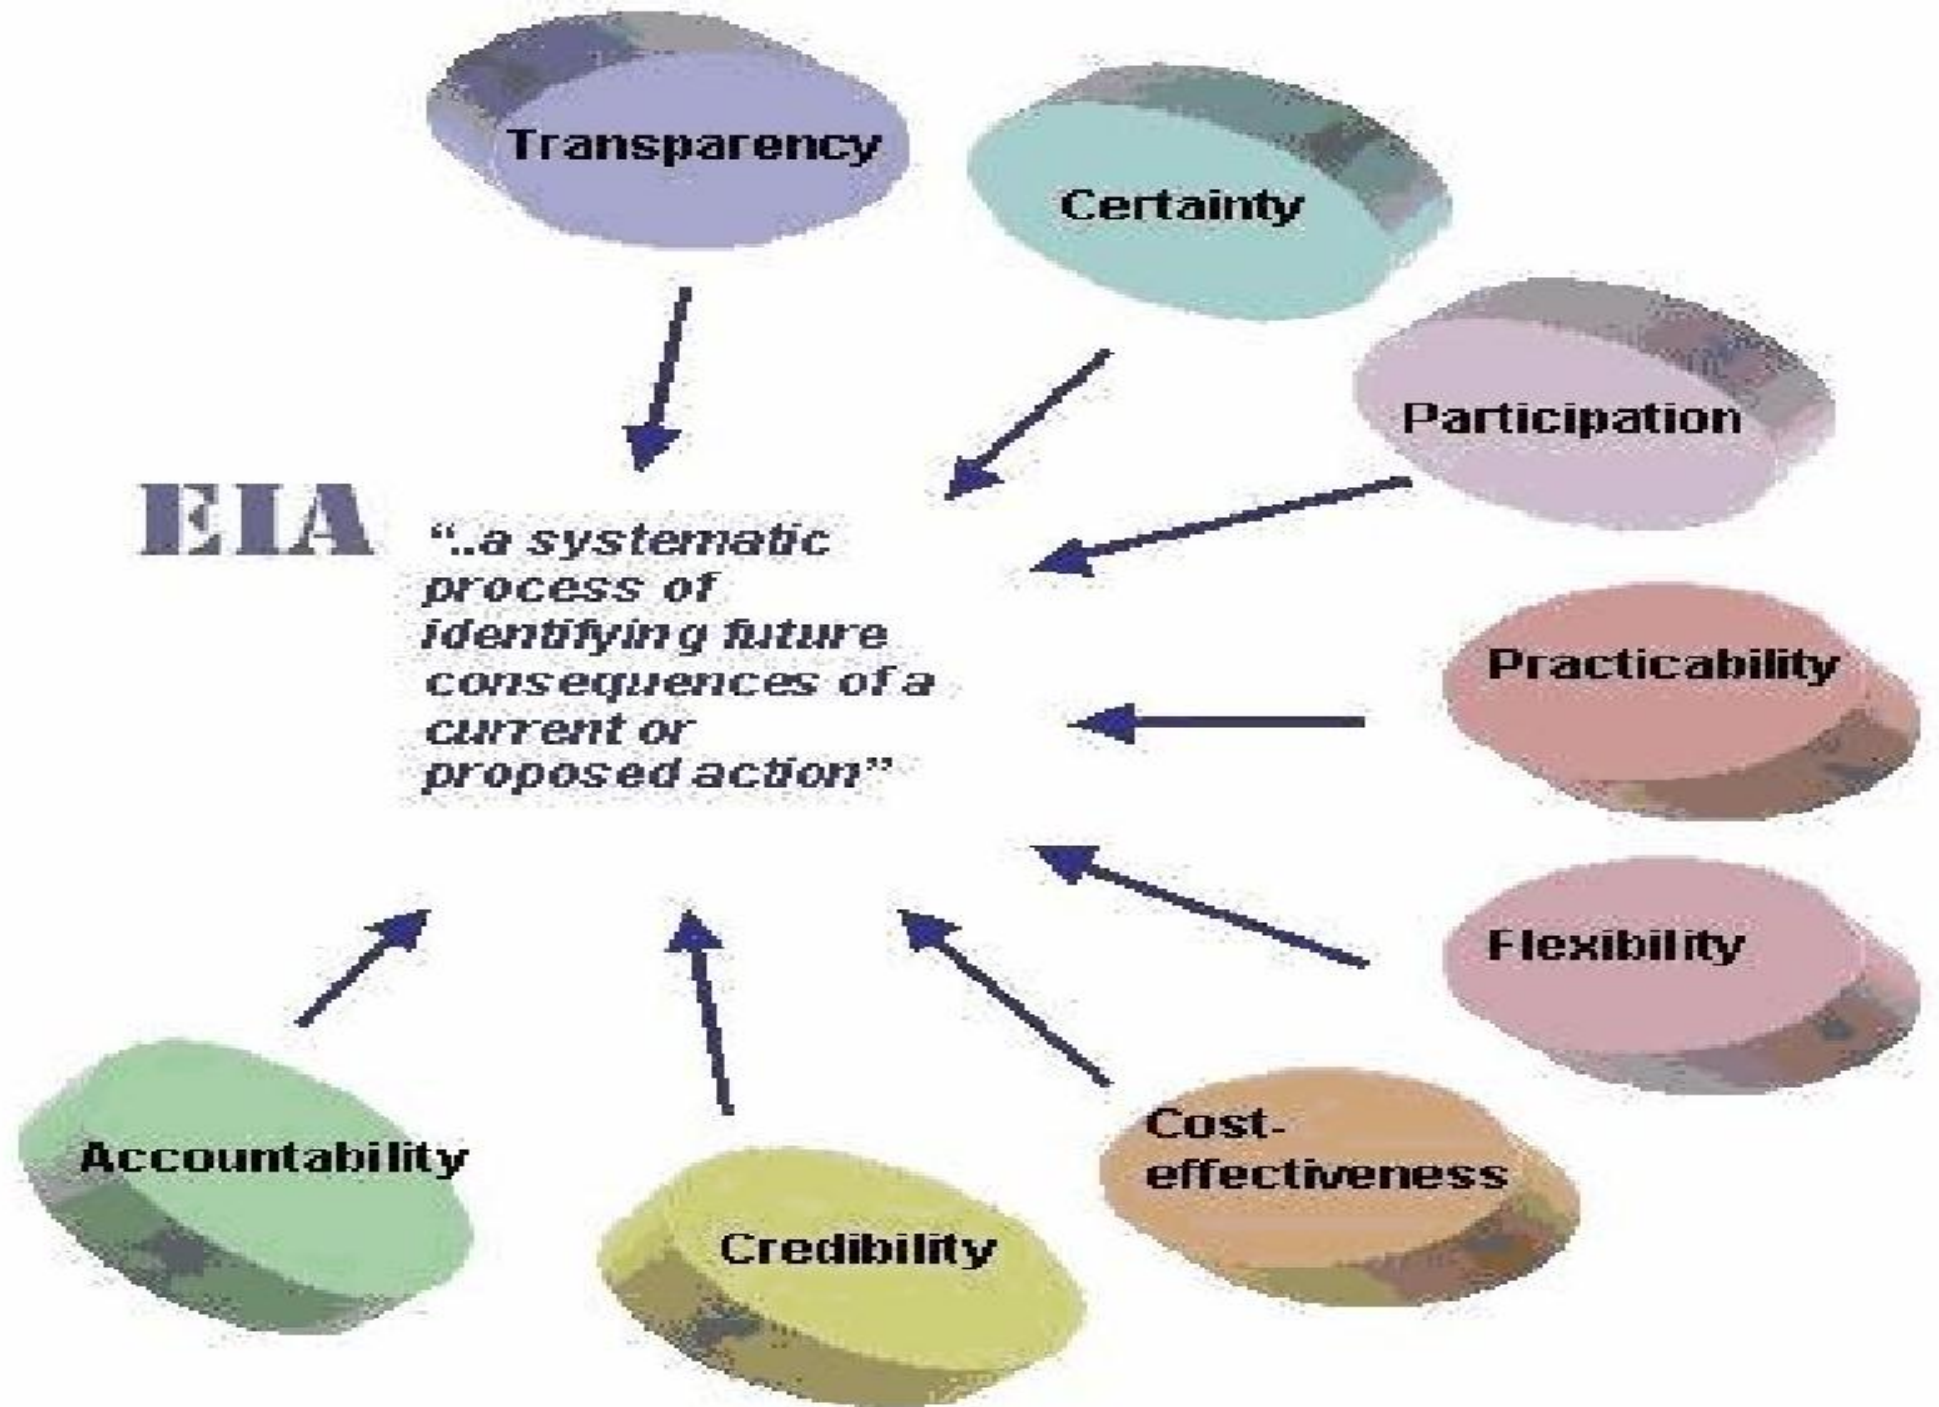 Transparency
Certainty
Participation
EIA
“..a systematic
process of
identifying future
consequences of a
current or
proposed action”
Practicability
Flexibility
Cost-
effectiveness
Credibility
Accountability